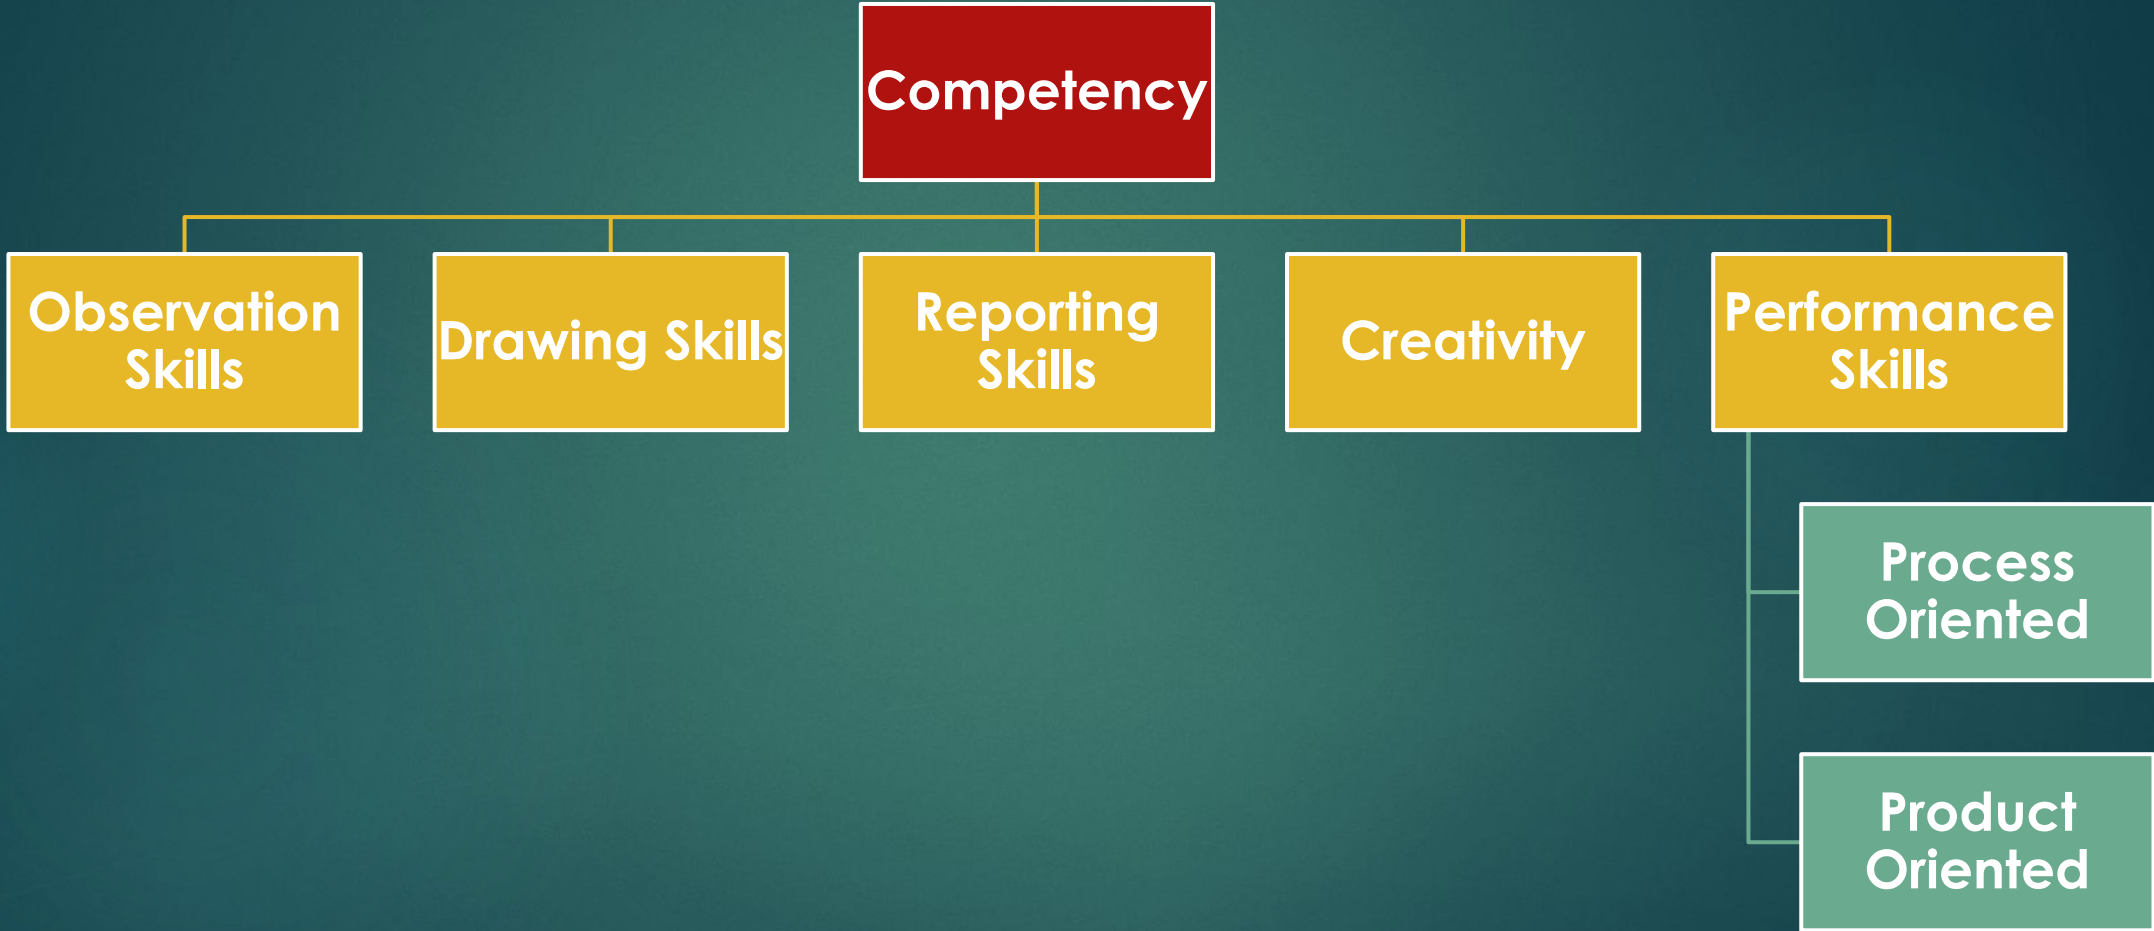 Competency
Observation
Skills
Drawing Skills
Reporting
Skills
Creativity
Performance
Skills
Process
Oriented
Product
Oriented